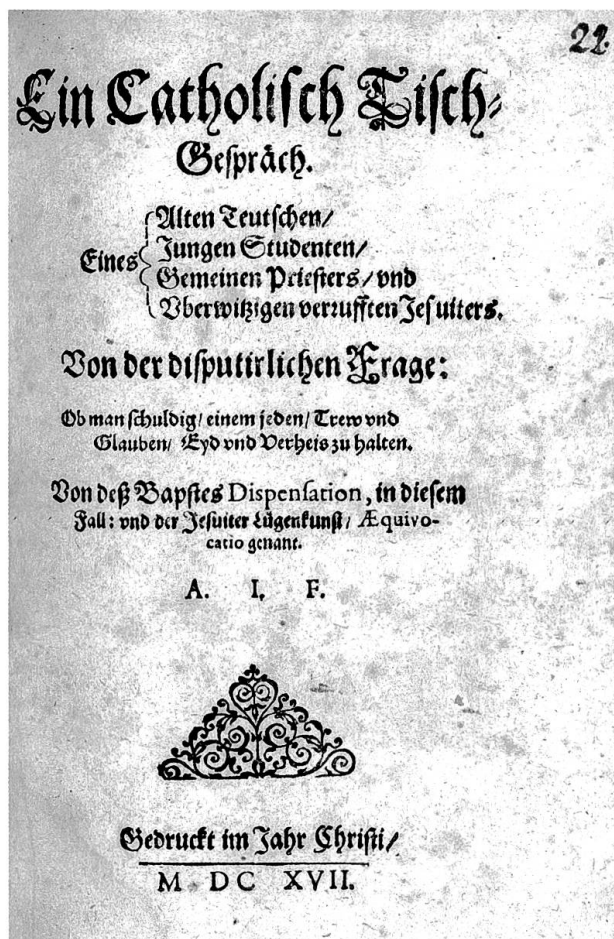 22.
Ein Catholisch Tisch-
Gespräch.
Eines
Alten Teutschen/
Jungen Studenten/
Gemeinen Priesters/ vnd
Vberwitzigen verrufften Jesuiters.
Von der disputirlichen Frage:
Ob man schuldig/ einem jeden/ Trew vnd
Glauben/ Eyd vnd Verheis zu halten.
Von deß Bapstes Dispensation, in diesem
Fall: vnd der Jesuiter Lügenkunst/ Æquivo-
catio genant.
A. I. F.
Gedruckt im Jahr Christi/
M DC XVII.